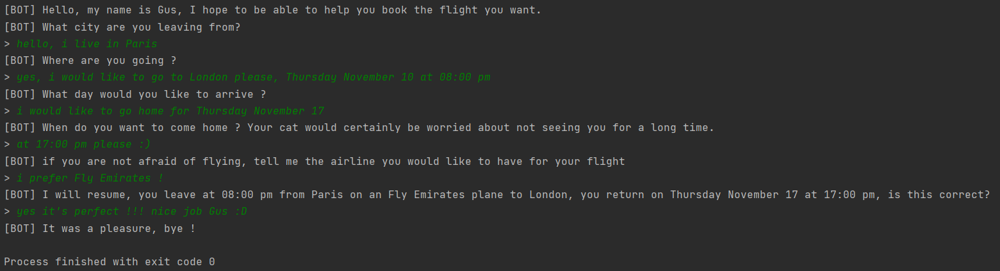 [BOT] Hello, my name is Gus, I hope to be able to help you book the flight you want.
[BOT] What city are you leaving from?
> hello, i live in Paris
[BOT] Where are you going ?
> yes, i would like to go to London please, Thursday November 10 at 08:00 pm
[BOT] What day would you like to arrive ?
> i would like to go home for Thursday November 17
[BOT] When do you want to come home ? Your cat would certainly be worried about not seeing you for a long time.
> at 17:00 pm please :)
[BOT] if you are not afraid of flying, tell me the airline you would like to have for your flight
> i prefer Fly Emirates !
[BOT] I will resume, you leave at 08:00 pm from Paris on an Fly Emirates plane to London, you return on Thursday November 17 at 17:00 pm, is this correct?
> yes it's perfect !!! nice job Gus :D
[BOT] It was a pleasure, bye !
Process finished with exit code 0